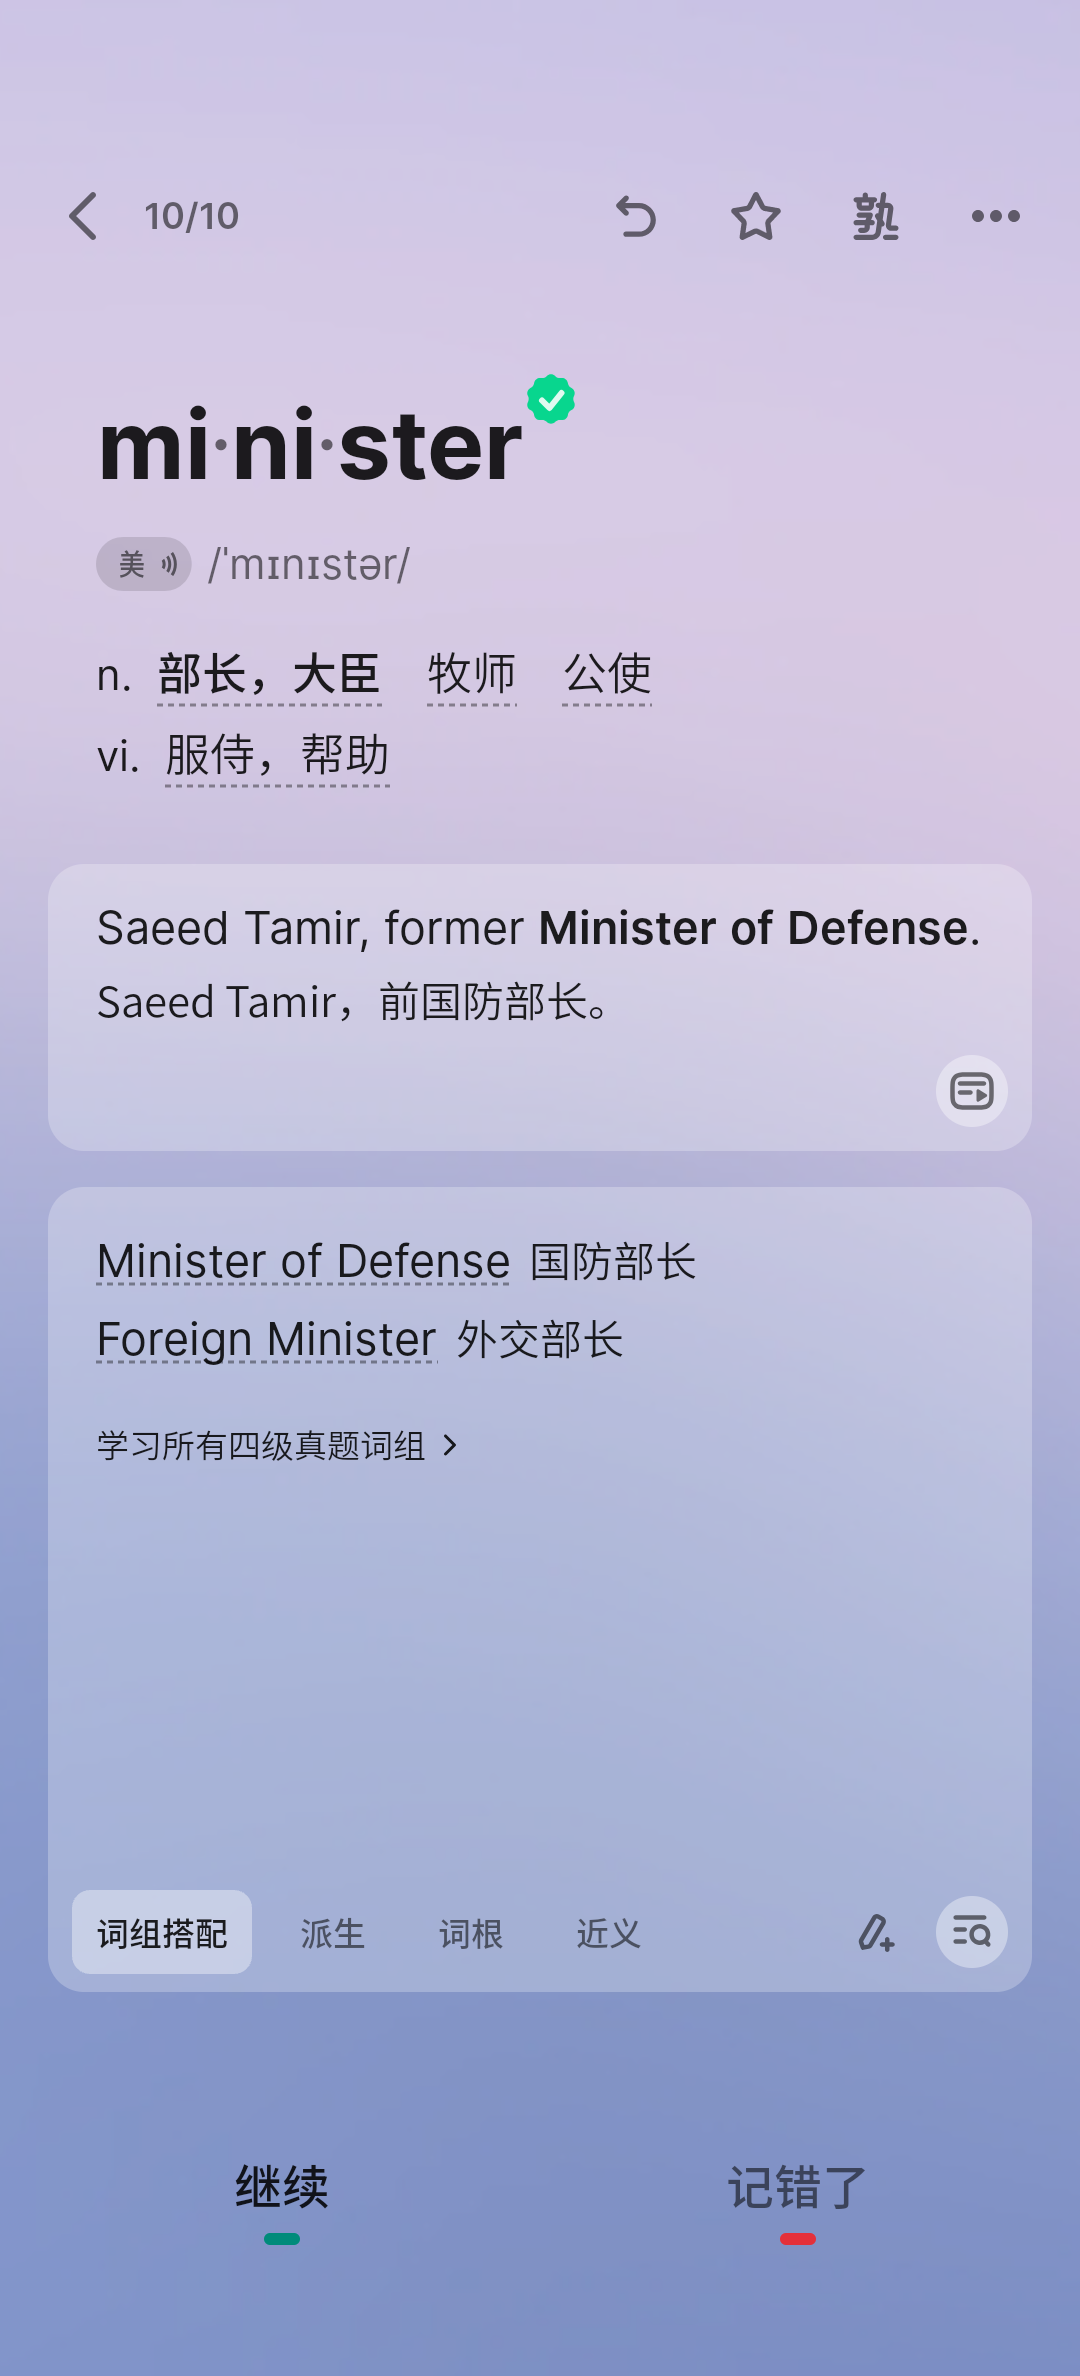 10/10
mi·ni·ster
美 /ˈmɪnɪstər/
n. 部长，大臣 牧师 公使
vi. 服侍，帮助
Saeed Tamir, former Minister of Defense.
Saeed Tamir，前国防部长。
Minister of Defense 国防部长
Foreign Minister 外交部长
学习所有四级真题词组
词组搭配 派生 词根 近义
继续 记错了